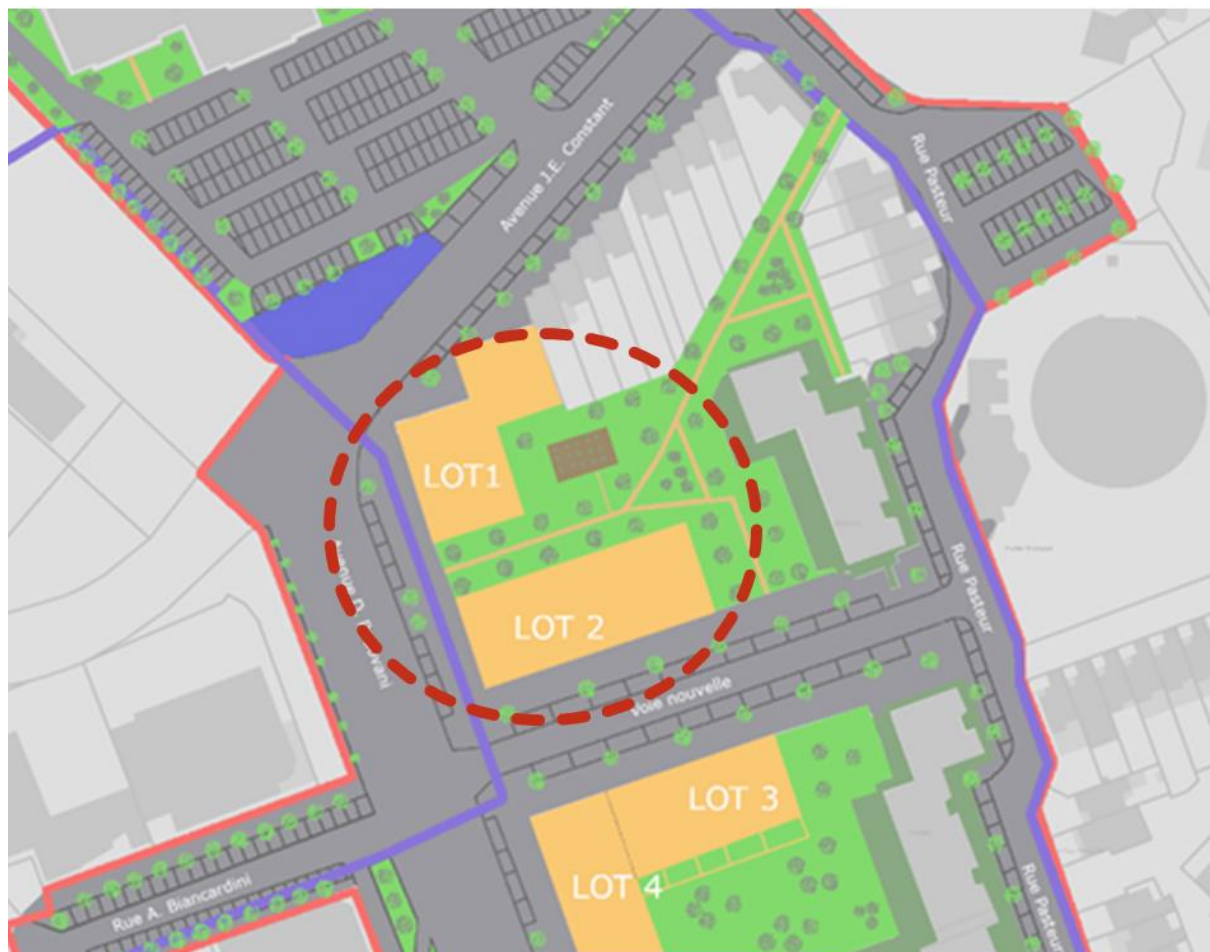 Avenue J.E. Constant
Rue Pasteur
LOT1
LOT 2
Voie nouvelle
Rue Pasteur
LOT 3
LOT 4
Rue A. Biancardini
Rue Pasteur